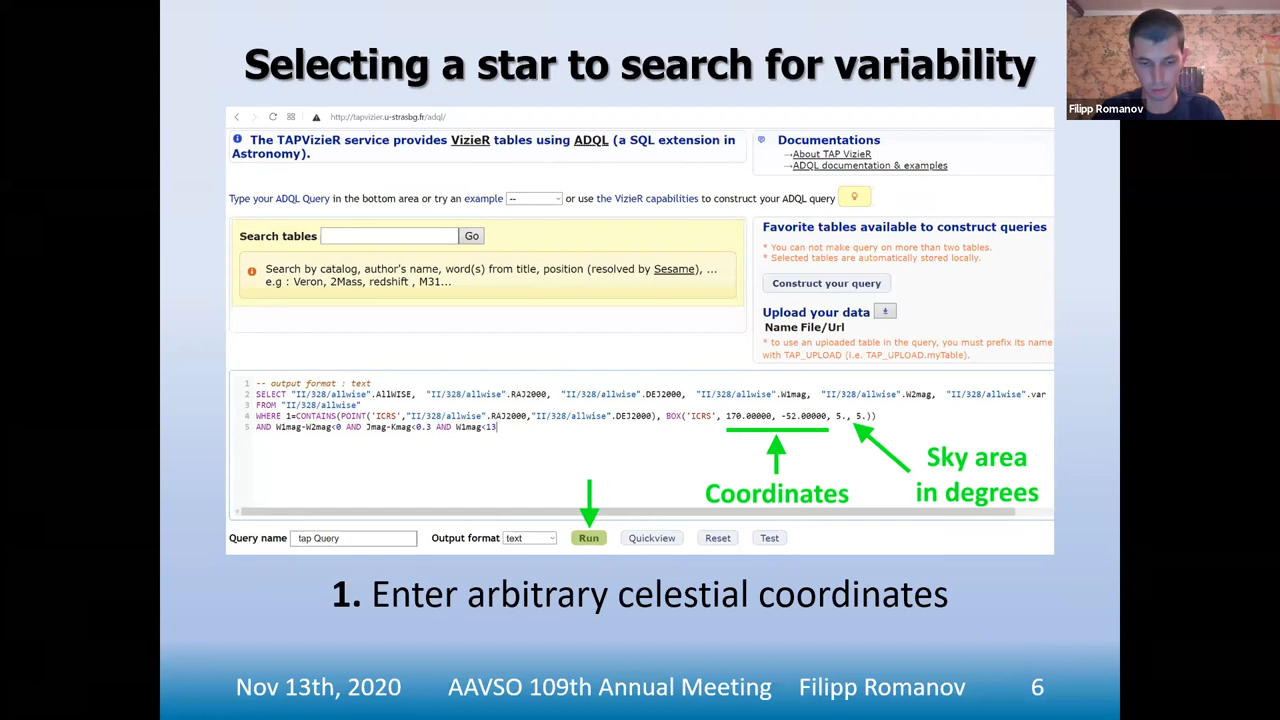 Selecting a star to search for variability
Filipp Romanov
http://tapvizier.u-strasbg.fr/adql/
The TAPVizieR service provides VizieR tables using ADQL (a SQL extension in
Astronomy).
Documentations
→About TAP VizieR
→ADQL documentation & examples
Type your ADQL Query in the bottom area or try an example -- or use the VizieR capabilities to construct your ADQL query
Search tables Go
Search by catalog, author's name, word(s) from title, position (resolved by Sesame), ...
e.g : Veron, 2Mass, redshift , M31...
Favorite tables available to construct queries
* You can not make query on more than two tables.
* Selected tables are automatically stored locally.
Construct your query
Upload your data
Name File/Url
* to use an uploaded table in the query, you must prefix its name
with TAP_UPLOAD (i.e. TAP_UPLOAD.myTable).
1 -- output format : text
2 SELECT "II/328/allwise".AllWISE, "II/328/allwise".RAJ2000, "II/328/allwise".DEJ2000, "II/328/allwise".W1mag, "II/328/allwise".W2mag, "II/328/allwise".var
3 FROM "II/328/allwise"
4 WHERE 1=CONTAINS(POINT('ICRS',"II/328/allwise".RAJ2000,"II/328/allwise".DEJ2000), BOX('ICRS', 170.00000, -52.00000, 5., 5.))
5 AND W1mag-W2mag<0 AND Jmag-Kmag<0.3 AND W1mag<13
Coordinates
Sky area
in degrees
Query name tap Query Output format text Run Quickview Reset Test
1. Enter arbitrary celestial coordinates
Nov 13th, 2020 AAVSO 109th Annual Meeting Filipp Romanov 6